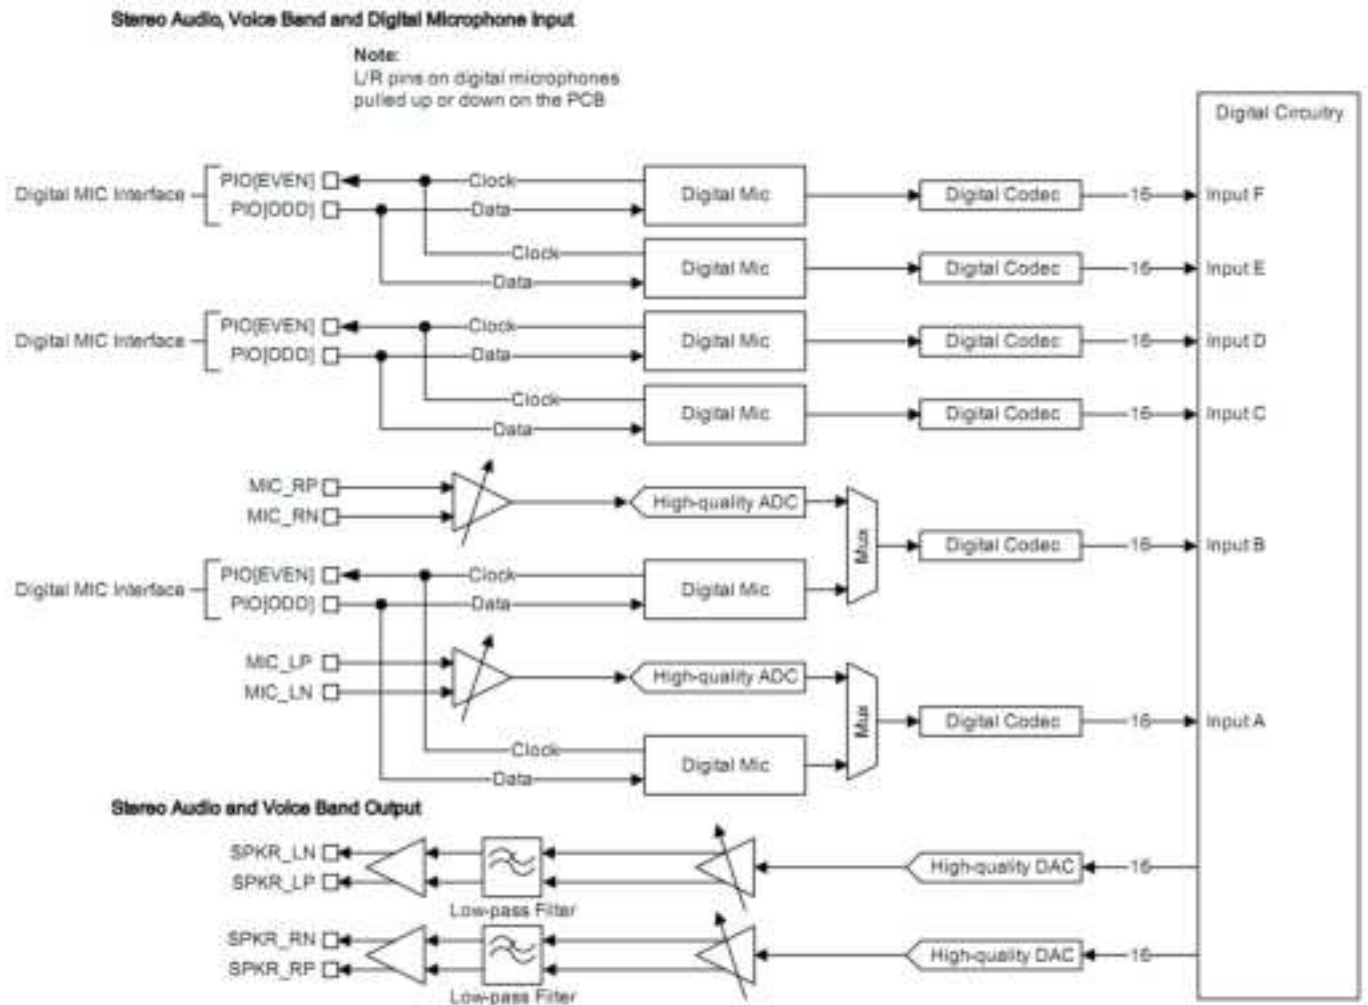 Stereo Audio, Voice Band and Digital Microphone Input
Note:
L/R pins on digital microphones
pulled up or down on the PCB
Digital Circuitry
Digital MIC Interface
PIO[EVEN]
PIO[ODD]
Clock
Data
Digital Mic
Digital Codec
16
Input F
Clock
Data
Digital Mic
Digital Codec
16
Input E
Digital MIC Interface
PIO[EVEN]
PIO[ODD]
Clock
Data
Digital Mic
Digital Codec
16
Input D
Clock
Data
Digital Mic
Digital Codec
16
Input C
MIC_RP
MIC_RN
High-quality ADC
Mux
Digital Codec
16
Input B
Digital MIC Interface
PIO[EVEN]
PIO[ODD]
Clock
Data
Digital Mic
MIC_LP
MIC_LN
High-quality ADC
Mux
Digital Codec
16
Input A
Clock
Data
Digital Mic
Stereo Audio and Voice Band Output
SPKR_LN
SPKR_LP
Low-pass Filter
High-quality DAC
16
SPKR_RN
SPKR_RP
Low-pass Filter
High-quality DAC
16